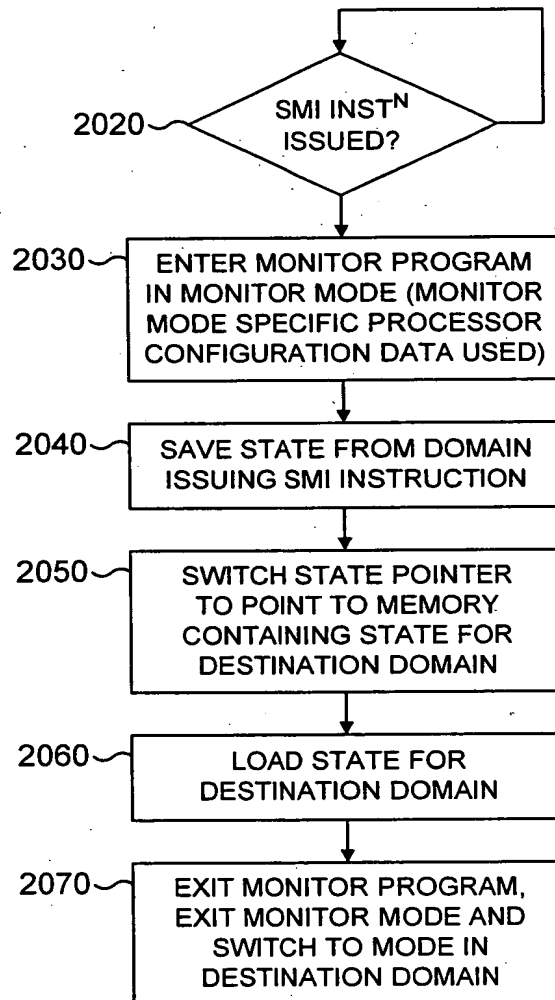 2020
SMI INSTᴺ
ISSUED?
2030
ENTER MONITOR PROGRAM
IN MONITOR MODE (MONITOR
MODE SPECIFIC PROCESSOR
CONFIGURATION DATA USED)
2040
SAVE STATE FROM DOMAIN
ISSUING SMI INSTRUCTION
2050
SWITCH STATE POINTER
TO POINT TO MEMORY
CONTAINING STATE FOR
DESTINATION DOMAIN
2060
LOAD STATE FOR
DESTINATION DOMAIN
2070
EXIT MONITOR PROGRAM,
EXIT MONITOR MODE AND
SWITCH TO MODE IN
DESTINATION DOMAIN